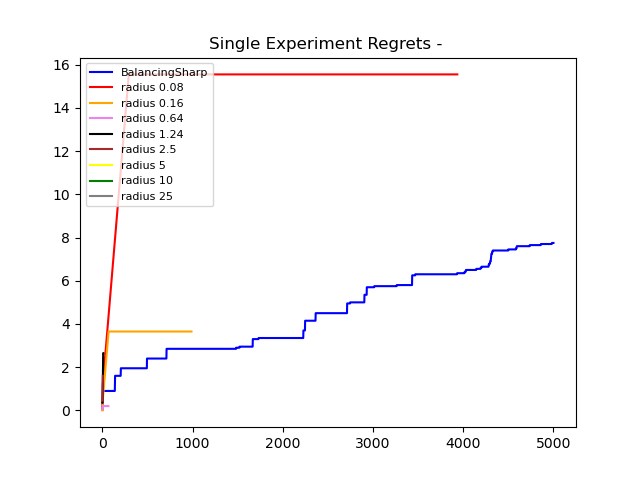 Single Experiment Regrets -
16
14
12
10
8
6
4
2
0
BalancingSharp
radius 0.08
radius 0.16
radius 0.64
radius 1.24
radius 2.5
radius 5
radius 10
radius 25
0 1000 2000 3000 4000 5000